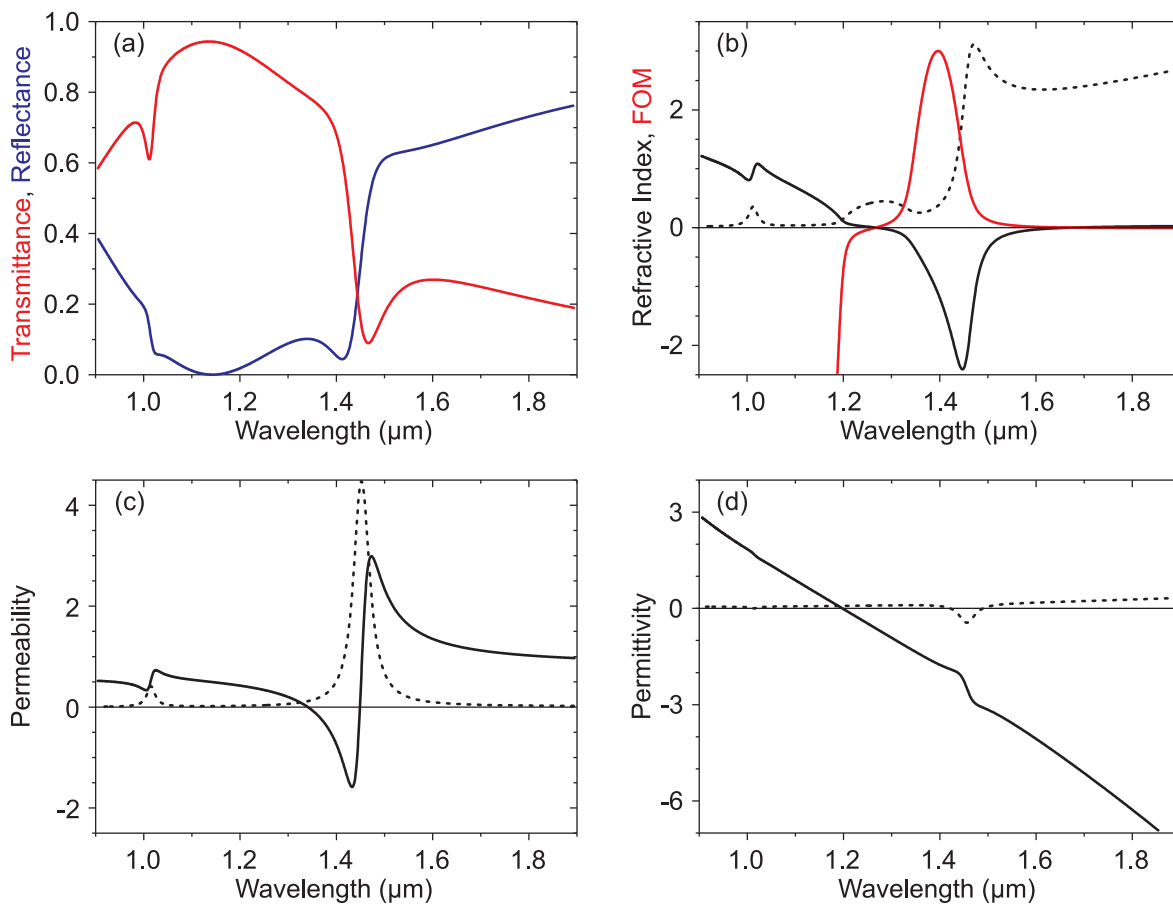 (a)
Transmittance, Reflectance
1.0
0.8
0.6
0.4
0.2
0.0
1.0 1.2 1.4 1.6 1.8
Wavelength (µm)
(b)
Refractive Index, FOM
2
0
-2
1.0 1.2 1.4 1.6 1.8
Wavelength (µm)
(c)
Permeability
4
2
0
-2
1.0 1.2 1.4 1.6 1.8
Wavelength (µm)
(d)
Permittivity
3
0
-3
-6
1.0 1.2 1.4 1.6 1.8
Wavelength (µm)